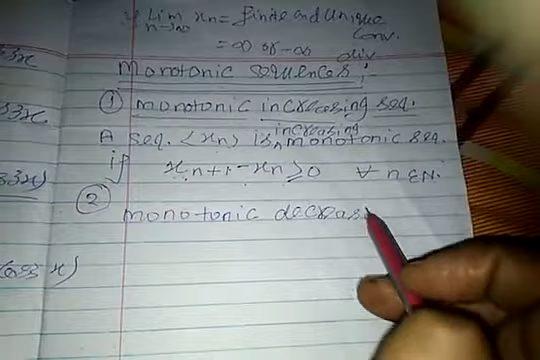 if lim xn = finite and unique conv.
n→∞
= ∞ or -∞ div
Monotonic sequences :-
① monotonic increasing seq.
A seq. <xn> is increasing monotonic seq.
if xn+1 - xn ≥ 0 ∀ n ∈ N.
② monotonic decreas